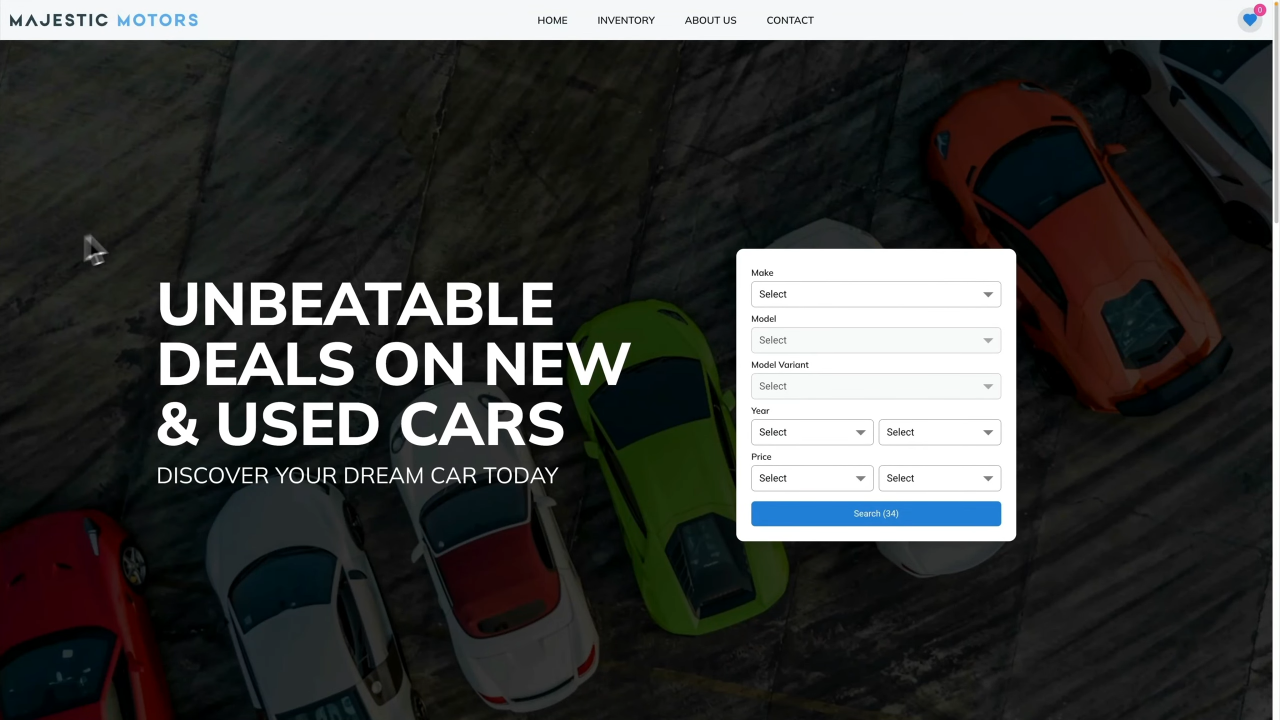 MAJESTIC MOTORS
HOME INVENTORY ABOUT US CONTACT
0
UNBEATABLE
DEALS ON NEW
& USED CARS
DISCOVER YOUR DREAM CAR TODAY
Make
Select
Model
Select
Model Variant
Select
Year
Select Select
Price
Select Select
Search (34)